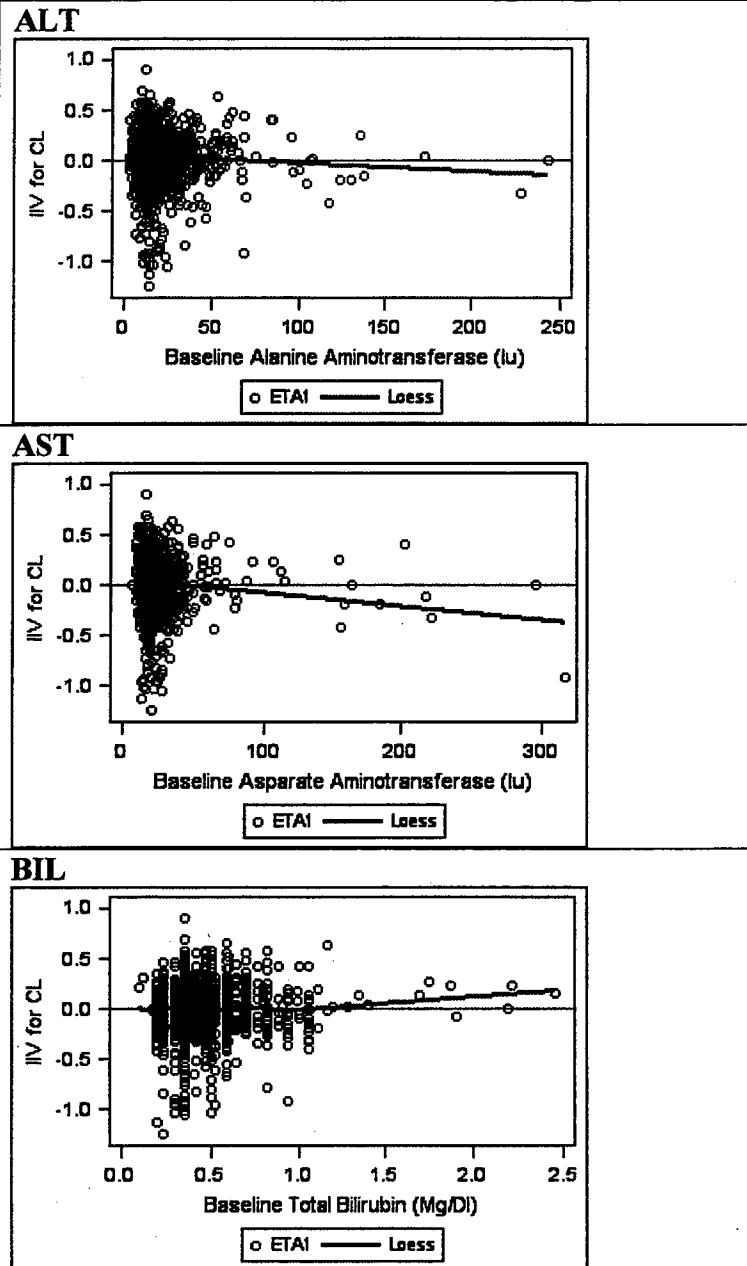 ALT
1.0
0.5
0.0
-0.5
-1.0
IIV for CL
0 50 100 150 200 250
Baseline Alanine Aminotransferase (Iu)
ETA1 Loess
AST
1.0
0.5
0.0
-0.5
-1.0
IIV for CL
0 100 200 300
Baseline Asparate Aminotransferase (Iu)
ETA1 Loess
BIL
1.0
0.5
0.0
-0.5
-1.0
IIV for CL
0.0 0.5 1.0 1.5 2.0 2.5
Baseline Total Bilirubin (Mg/Dl)
ETA1 Loess